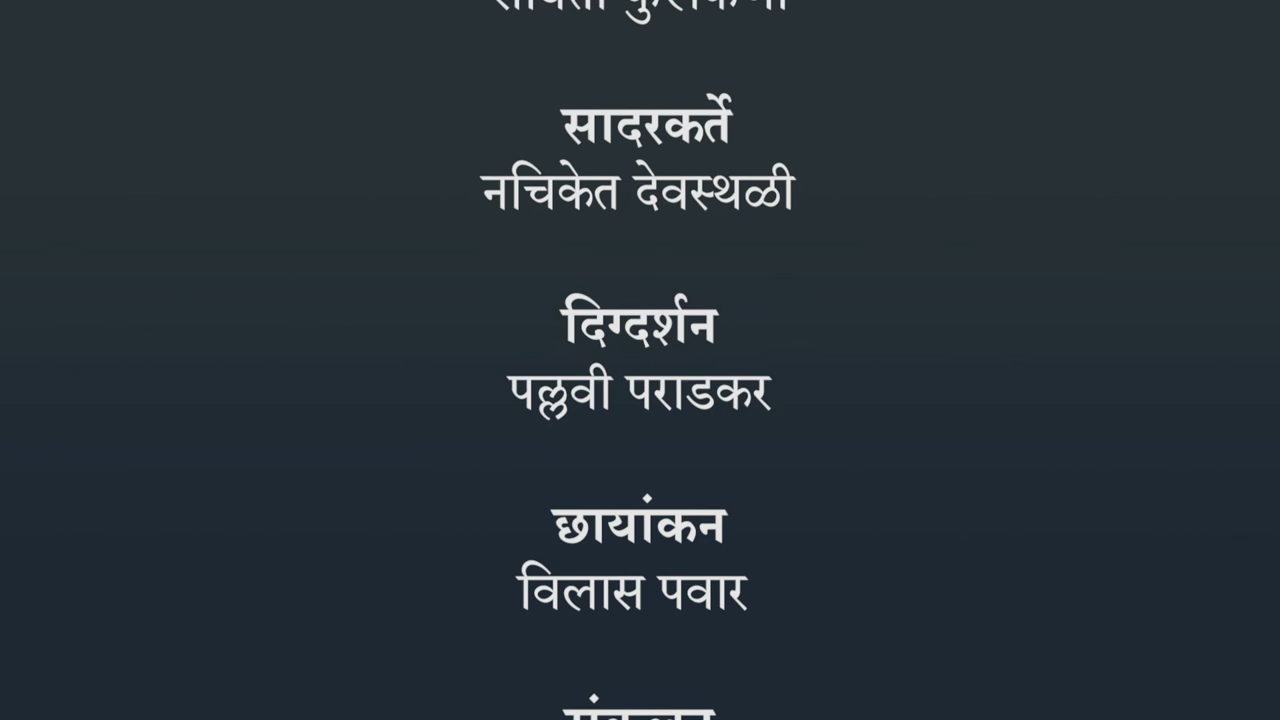 सादरकर्ते
नचिकेत देवस्थळी
दिग्दर्शन
पल्लवी पराडकर
छायांकन
विलास पवार